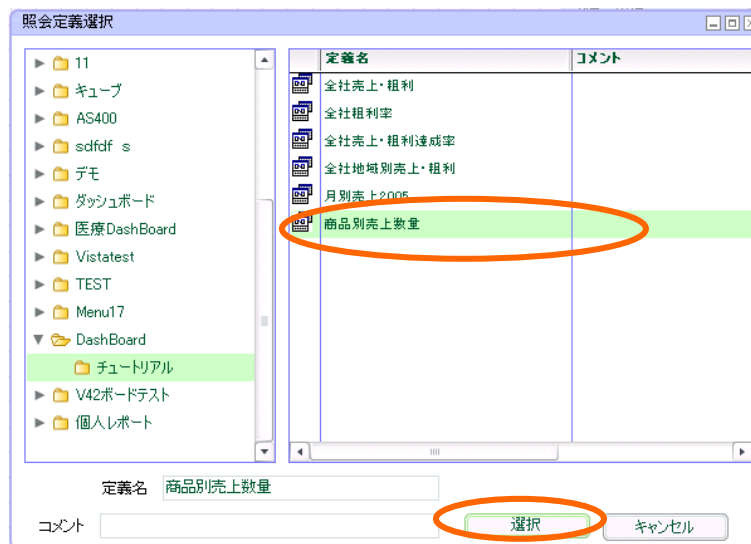 照会定義選択
11
キューブ
AS400
sdfdf s
デモ
ダッシュボード
医療DashBoard
Vistatest
TEST
Menu17
DashBoard
チュートリアル
V42ボードテスト
個人レポート
定義名 コメント
全社売上・粗利
全社粗利率
全社売上・粗利達成率
全社地域別売上・粗利
月別売上2005
商品別売上数量
定義名 商品別売上数量
コメント 選択 キャンセル